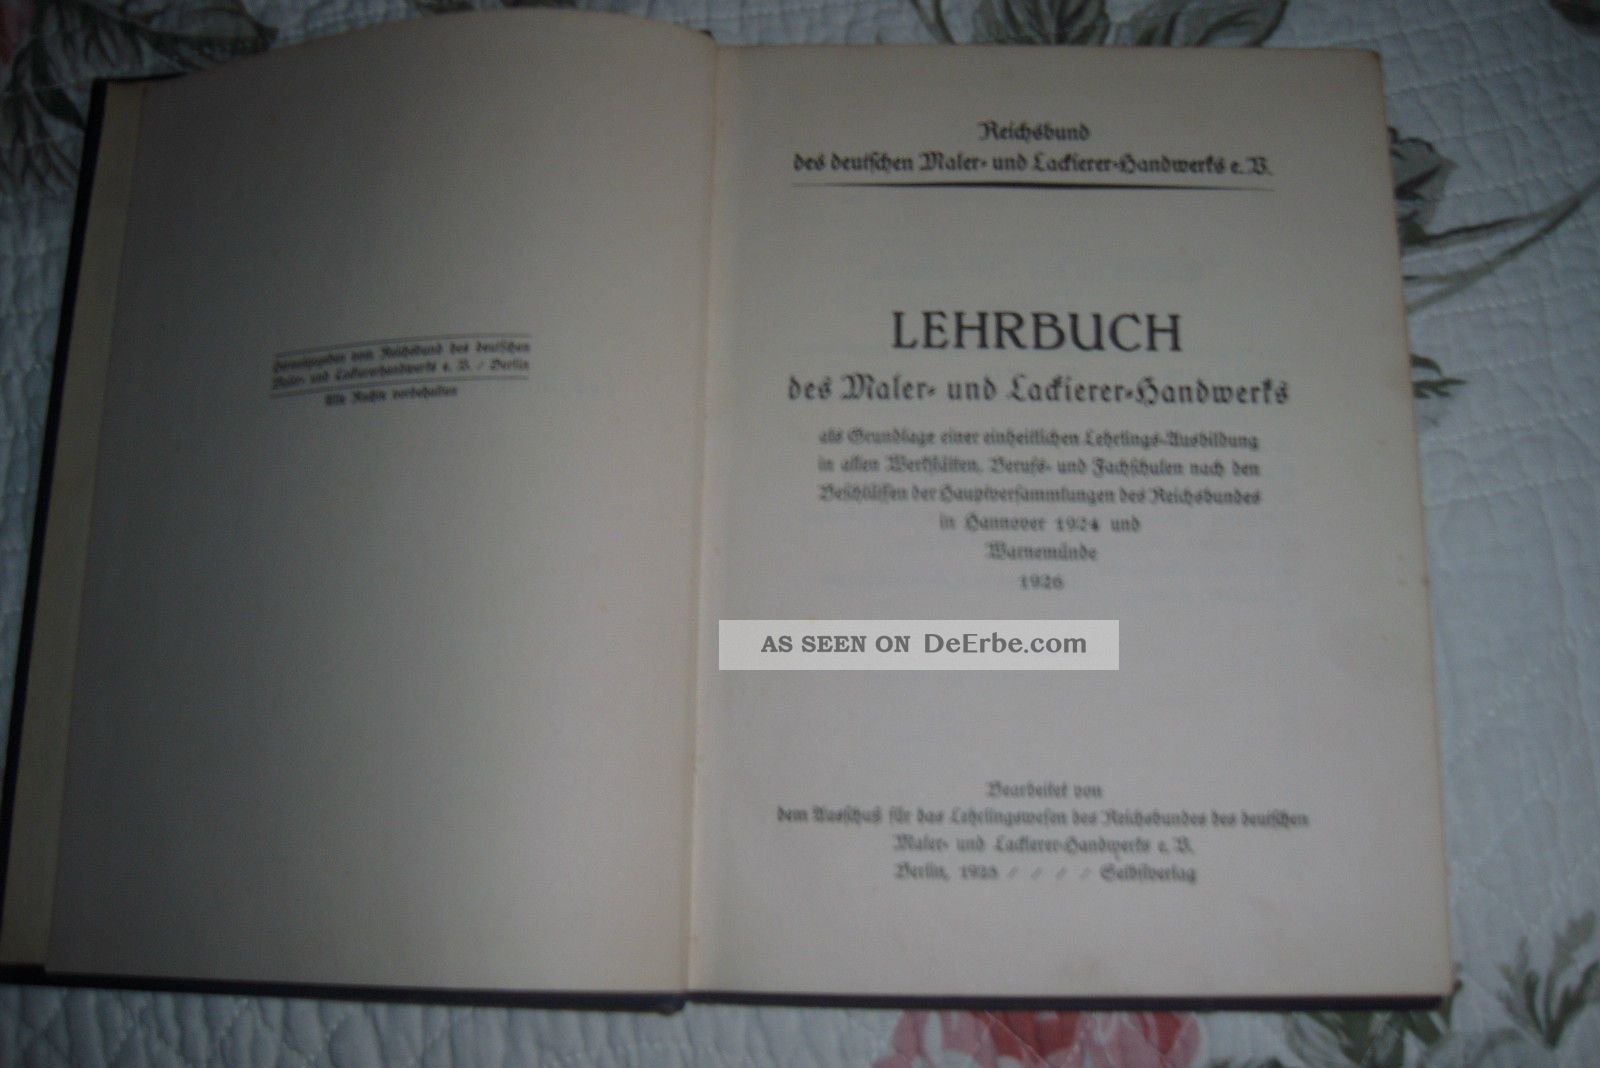 Herausgegeben vom Reichsbund des deutschen
Maler- und Lackiererhandwerks e. V. / Berlin
Alle Rechte vorbehalten
Reichsbund
des deutschen Maler- und Lackierer-Handwerks e. V.
LEHRBUCH
des Maler- und Lackierer-Handwerks
als Grundlage einer einheitlichen Lehrlings-Ausbildung
in allen Werkstätten, Berufs- und Fachschulen nach den
Beschlüssen der Hauptversammlungen des Reichsbundes
in Hannover 1924 und
Warnemünde
1926
AS SEEN ON DeErbe.com
Bearbeitet von
dem Ausschuß für das Lehrlingswesen des Reichsbundes des deutschen
Maler- und Lackierer-Handwerks e. V.
Berlin, / / / / Selbstverlag